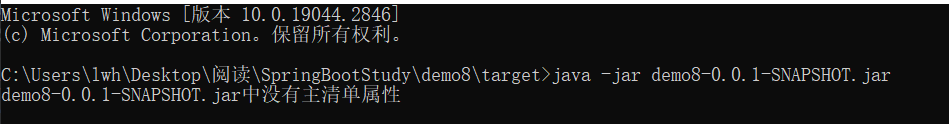 Microsoft Windows [版本 10.0.19044.2846]
(c) Microsoft Corporation。保留所有权利。
C:\Users\lwh\Desktop\阅读\SpringBootStudy\demo8\target>java -jar demo8-0.0.1-SNAPSHOT.jar
demo8-0.0.1-SNAPSHOT.jar中没有主清单属性